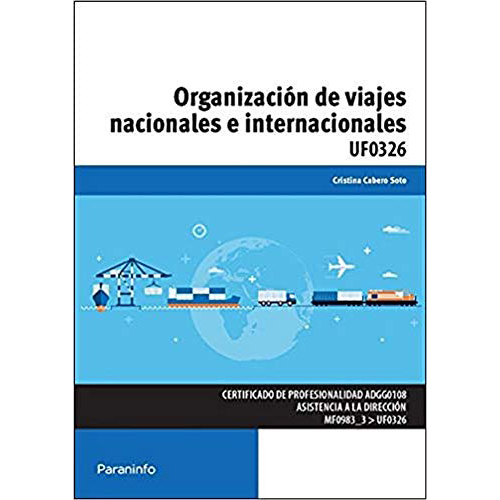 Organización de viajes
nacionales e internacionales
UF0326
Cristina Cabero Soto
CERTIFICADO DE PROFESIONALIDAD ADGG0108
ASISTENCIA A LA DIRECCIÓN
MF0983_3 > UF0326
Paraninfo